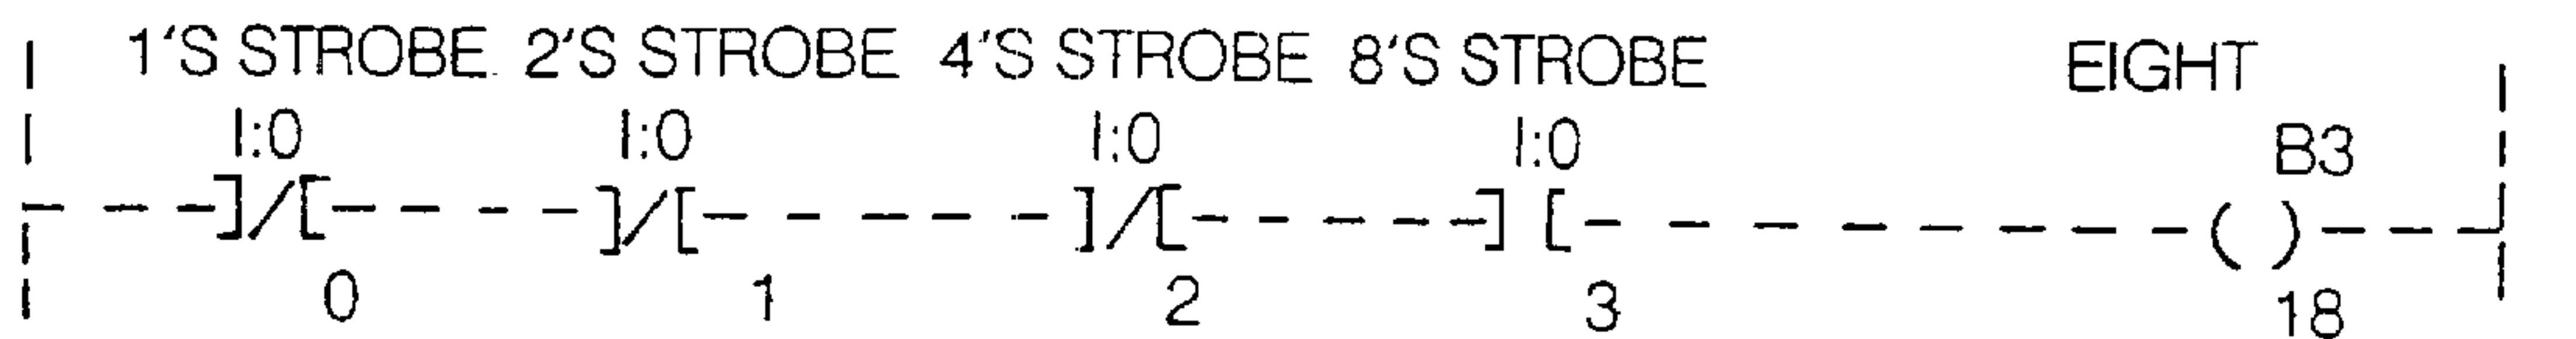 1'S STROBE 2'S STROBE 4'S STROBE 8'S STROBE EIGHT
I:0 I:0 I:0 I:0 B3
]/[ ]/[ ]/[ ] [ ( )
0 1 2 3 18